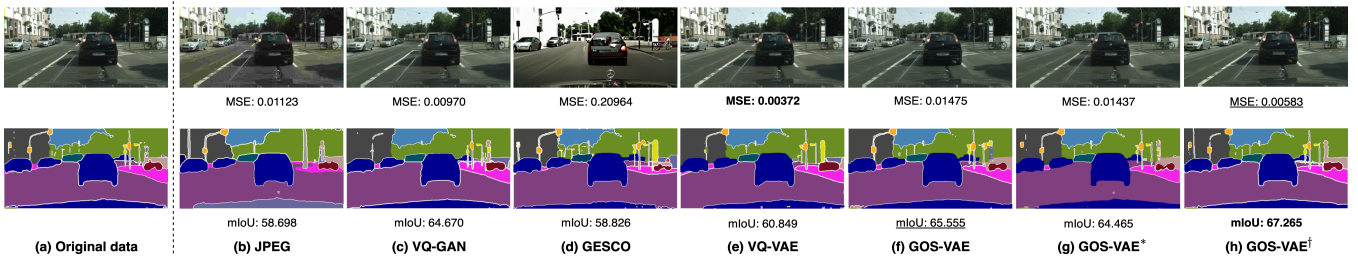 MSE: 0.01123 MSE: 0.00970 MSE: 0.20964 MSE: 0.00372 MSE: 0.01475 MSE: 0.01437 MSE: 0.00583
mIoU: 58.698 mIoU: 64.670 mIoU: 58.826 mIoU: 60.849 mIoU: 65.555 mIoU: 64.465 mIoU: 67.265
(a) Original data (b) JPEG (c) VQ-GAN (d) GESCO (e) VQ-VAE (f) GOS-VAE (g) GOS-VAE* (h) GOS-VAE†